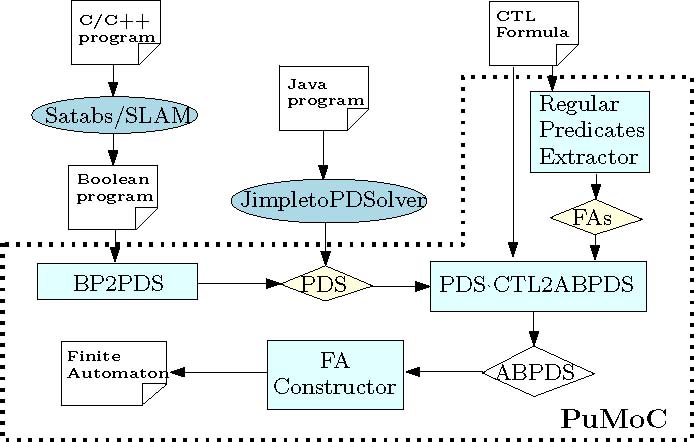 C/C++
program
CTL
Formula
Java
program
Satabs/SLAM
Regular
Predicates
Extractor
Boolean
program
JimpletoPDSolver
FAs
BP2PDS
PDS
PDS·CTL2ABPDS
Finite
Automaton
FA
Constructor
ABPDS
PuMoC